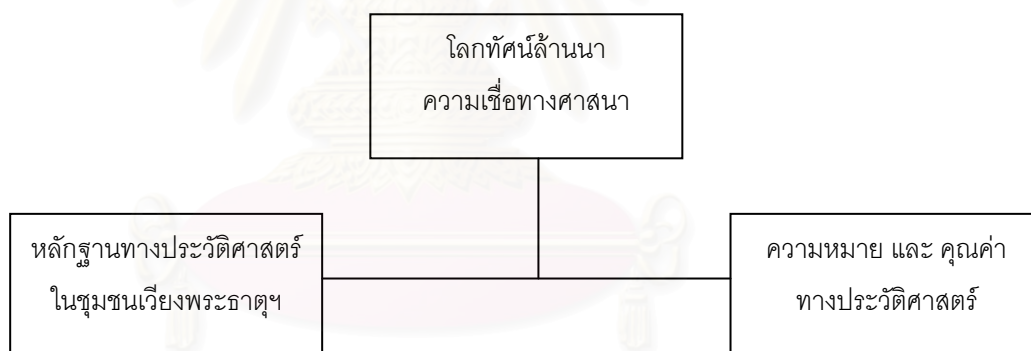 โลกทัศน์ล้านนา
ความเชื่อทางศาสนา
หลักฐานทางประวัติศาสตร์
ในชุมชนเวียงพระธาตุฯ
ความหมาย และ คุณค่า
ทางประวัติศาสตร์